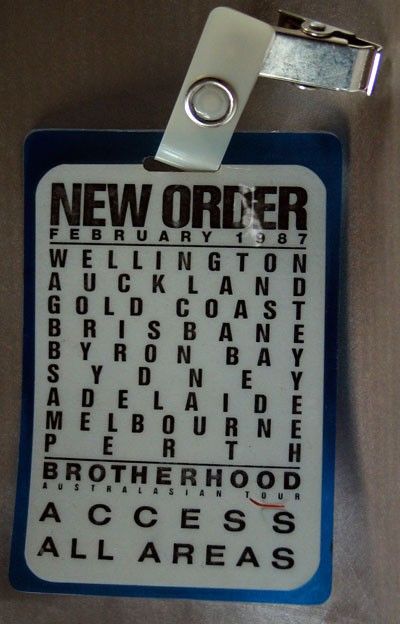 NEW ORDER
FEBRUARY 1987
WELLINGTON
AUCKLAND
GOLD COAST
BRISBANE
BYRON BAY
SYDNEY
ADELAIDE
MELBOURNE
PERTH
BROTHERHOOD
AUSTRALASIAN TOUR
ACCESS
ALL AREAS